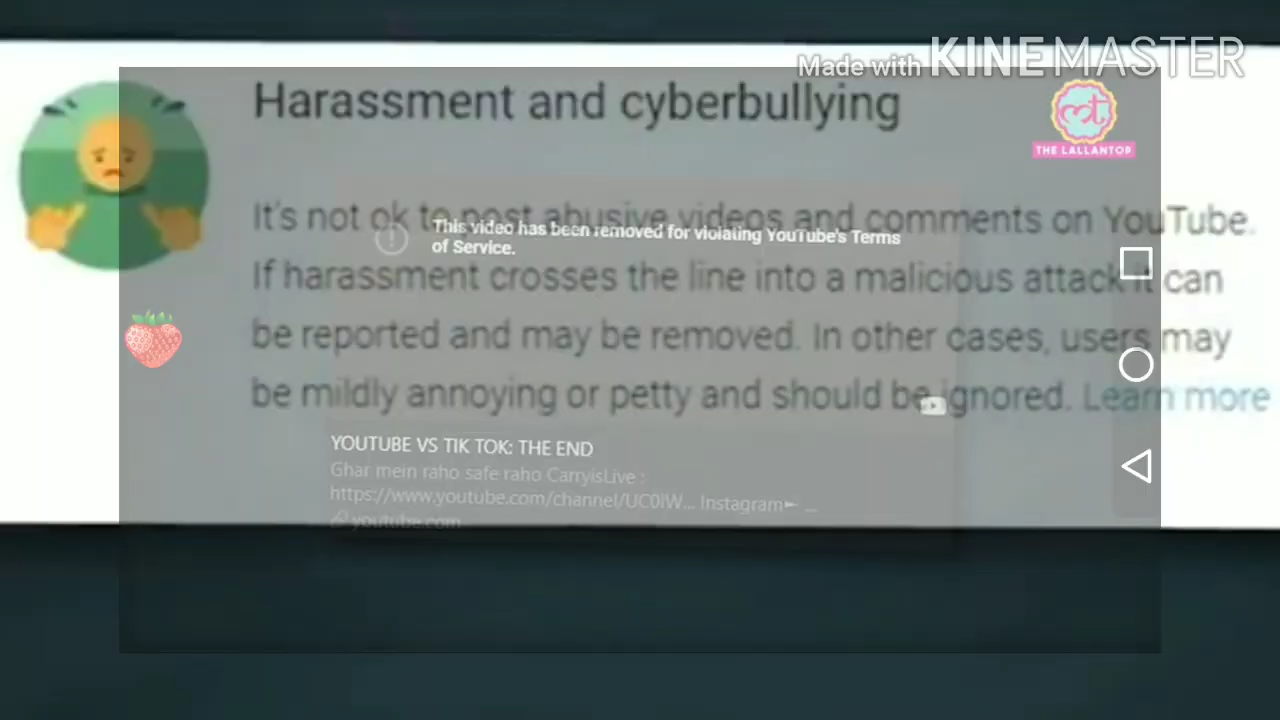 Made with KINEMASTER
Harassment and cyberbullying
THE LALLANTOP
It's not ok to post abusive videos and comments on YouTube.
This video has been removed for violating YouTube's Terms
of Service.
If harassment crosses the line into a malicious attack it can
be reported and may be removed. In other cases, users may
be mildly annoying or petty and should be ignored. Learn more
YOUTUBE VS TIK TOK: THE END
Ghar mein raho safe raho CarryisLive :
https://www.youtube.com/channel/UC0IW... Instagram► ...
youtube.com